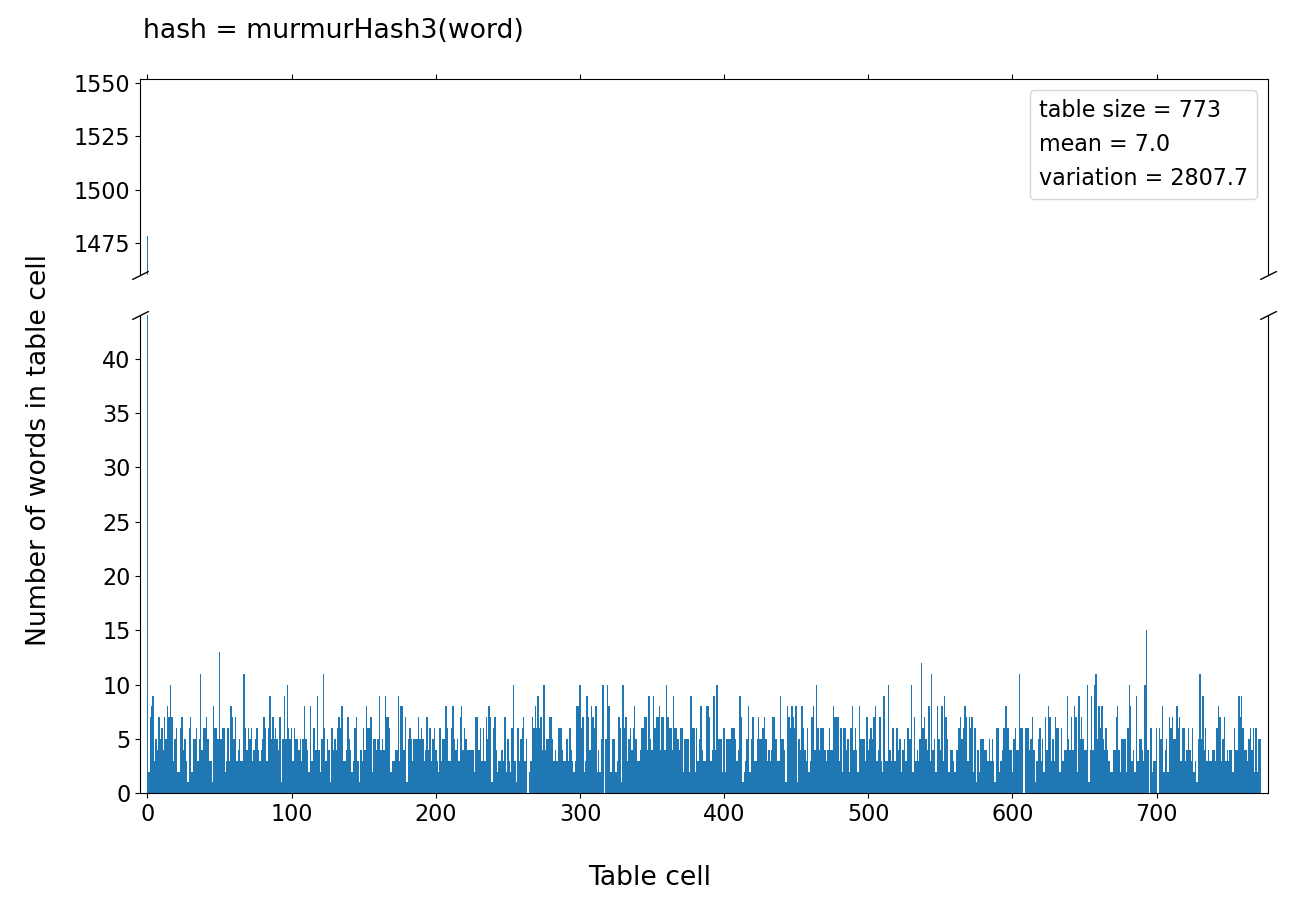 hash = murmurHash3(word)
1550
1525
1500
1475
table size = 773
mean = 7.0
variation = 2807.7
Number of words in table cell
40
35
30
25
20
15
10
5
0
0 100 200 300 400 500 600 700
Table cell